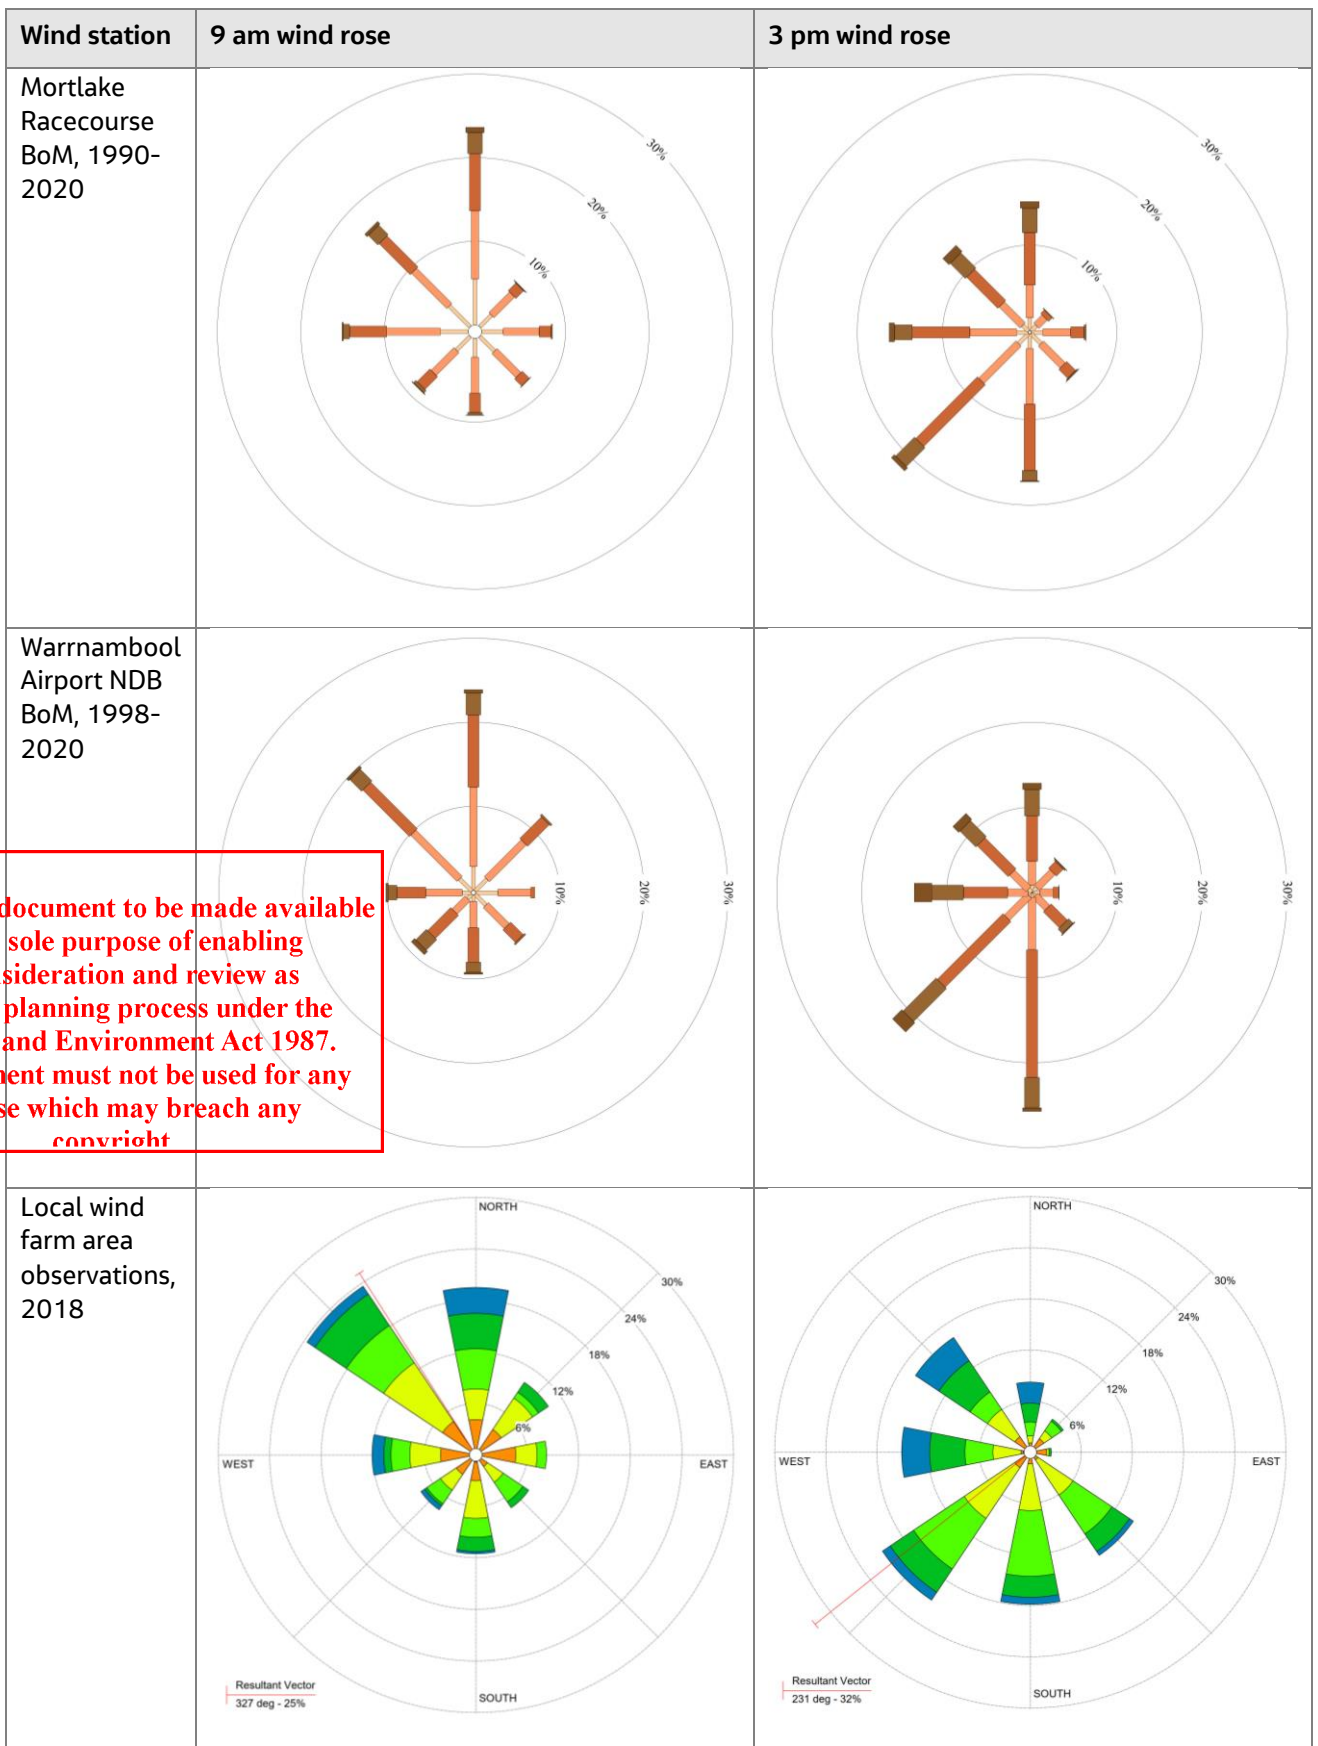 Wind station
9 am wind rose
3 pm wind rose
Mortlake
Racecourse
BoM, 1990-
2020
30%
20%
10%
30%
20%
10%
Warrnambool
Airport NDB
BoM, 1998-
2020
10%
20%
30%
10%
20%
30%
document to be made available
sole purpose of enabling
sideration and review as
planning process under the
and Environment Act 1987.
ent must not be used for any
se which may breach any
copyright
Local wind
farm area
observations,
2018
NORTH
30%
24%
18%
12%
6%
WEST
EAST
SOUTH
Resultant Vector
327 deg - 25%
NORTH
30%
24%
18%
12%
6%
WEST
EAST
SOUTH
Resultant Vector
231 deg - 32%